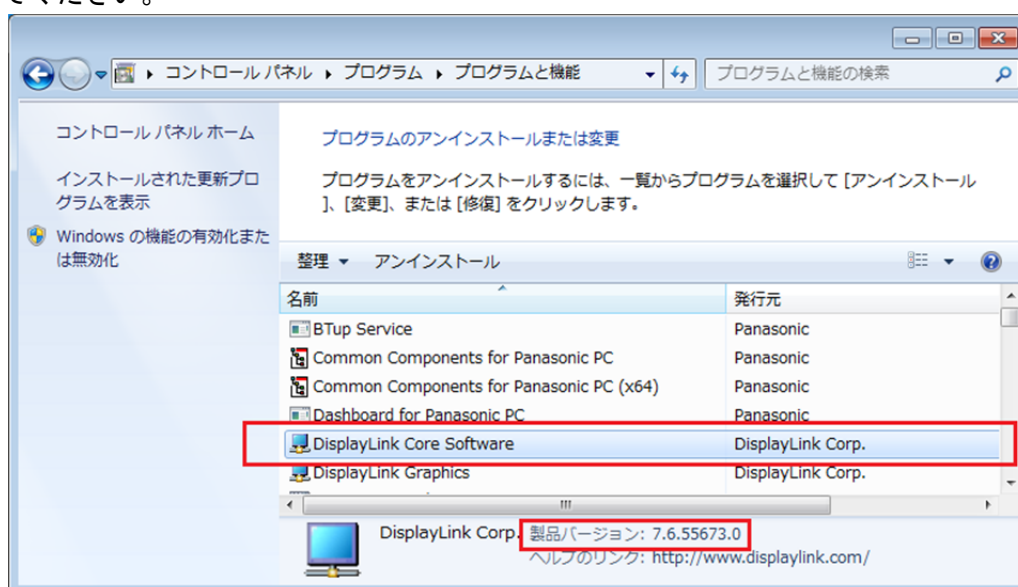 てください。
コントロール パネル ▸ プログラム ▸ プログラムと機能
プログラムと機能の検索
コントロール パネル ホーム
インストールされた更新プロ
グラムを表示
Windows の機能の有効化また
は無効化
プログラムのアンインストールまたは変更
プログラムをアンインストールするには、一覧からプログラムを選択して [アンインストール
]、[変更]、または [修復] をクリックします。
整理 アンインストール
名前 発行元
BTup Service Panasonic
Common Components for Panasonic PC Panasonic
Common Components for Panasonic PC (x64) Panasonic
Dashboard for Panasonic PC Panasonic
DisplayLink Core Software DisplayLink Corp.
DisplayLink Graphics DisplayLink Corp.
DisplayLink Corp. 製品バージョン: 7.6.55673.0
ヘルプのリンク: http://www.displaylink.com/